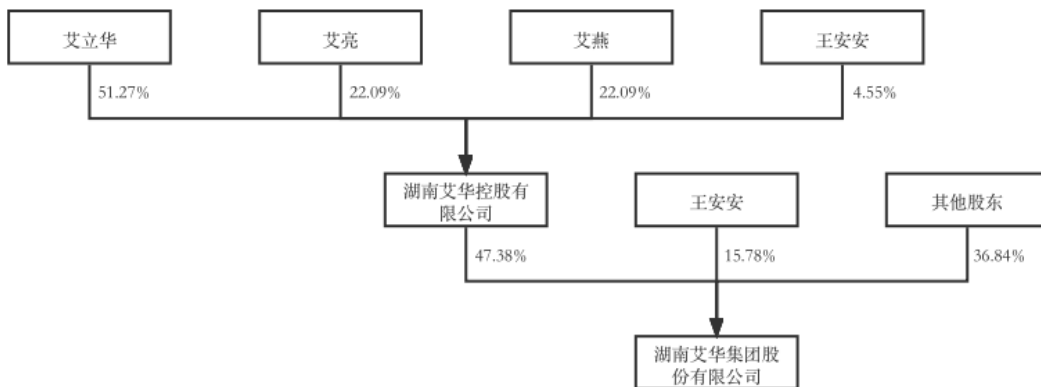 艾立华
艾亮
艾燕
王安安
51.27%
22.09%
22.09%
4.55%
湖南艾华控股有
限公司
王安安
其他股东
47.38%
15.78%
36.84%
湖南艾华集团股
份有限公司